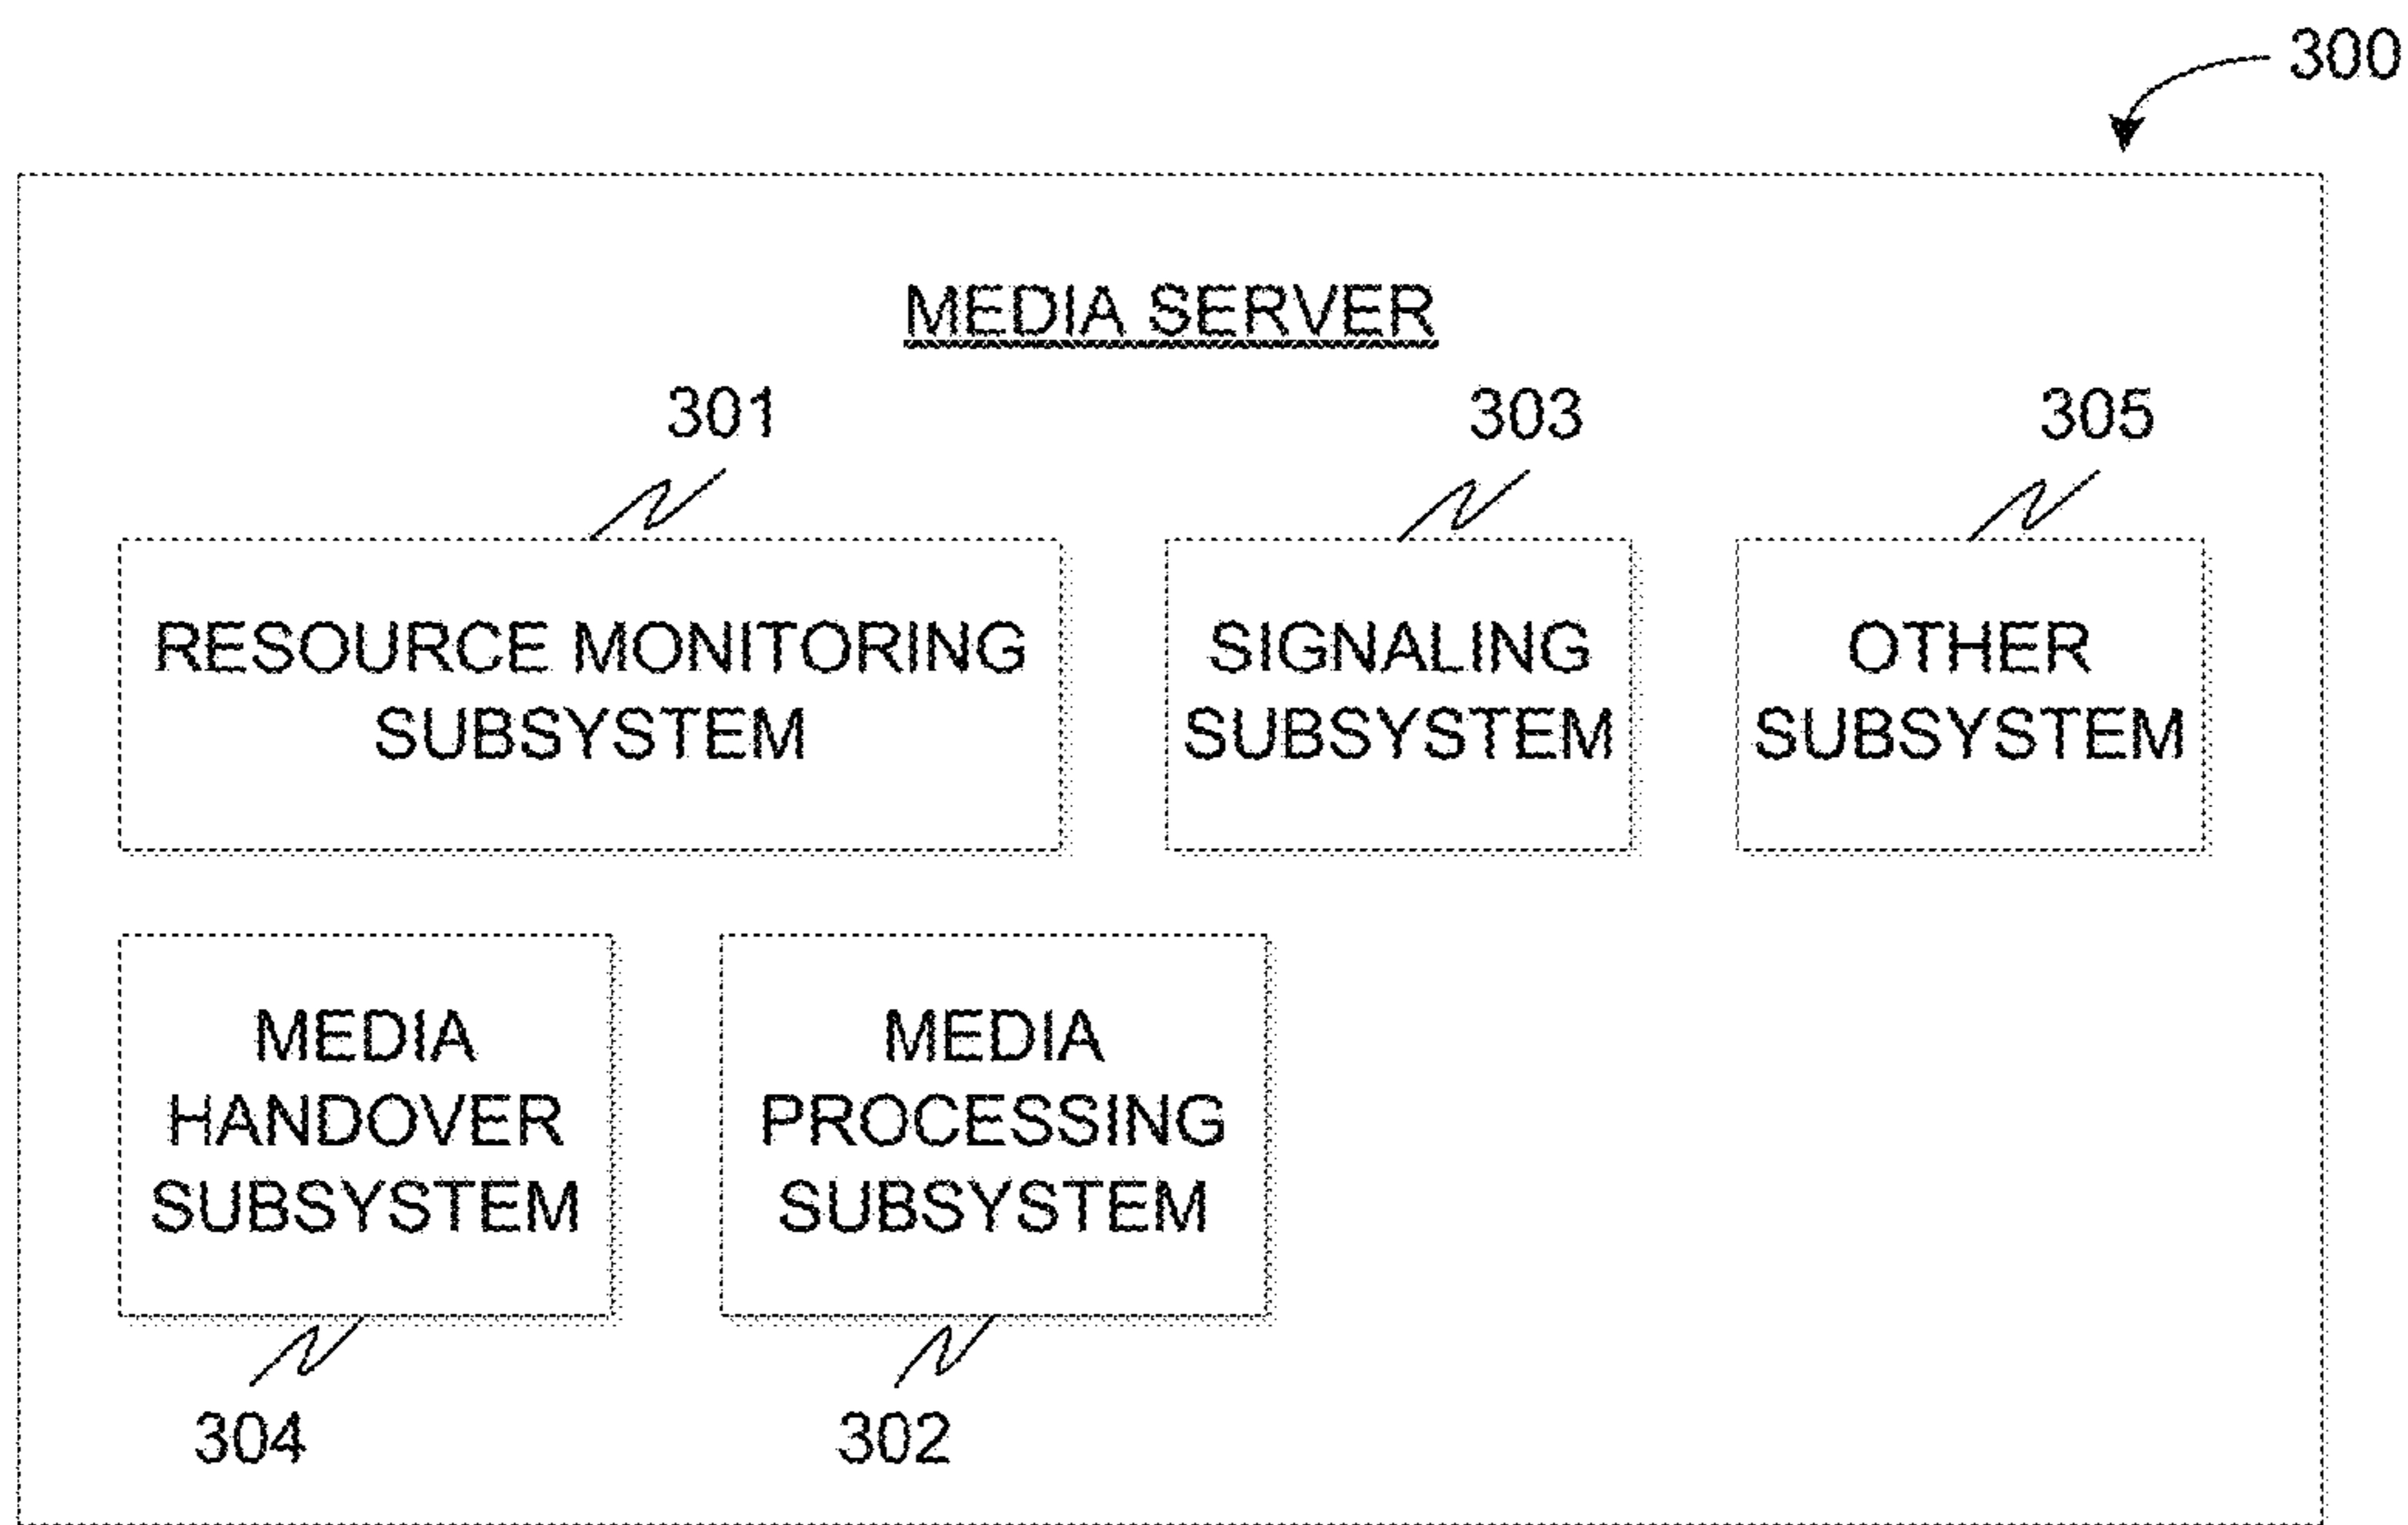 300
MEDIA SERVER
301
303
305
RESOURCE MONITORING
SUBSYSTEM
SIGNALING
SUBSYSTEM
OTHER
SUBSYSTEM
MEDIA
HANDOVER
SUBSYSTEM
MEDIA
PROCESSING
SUBSYSTEM
304
302